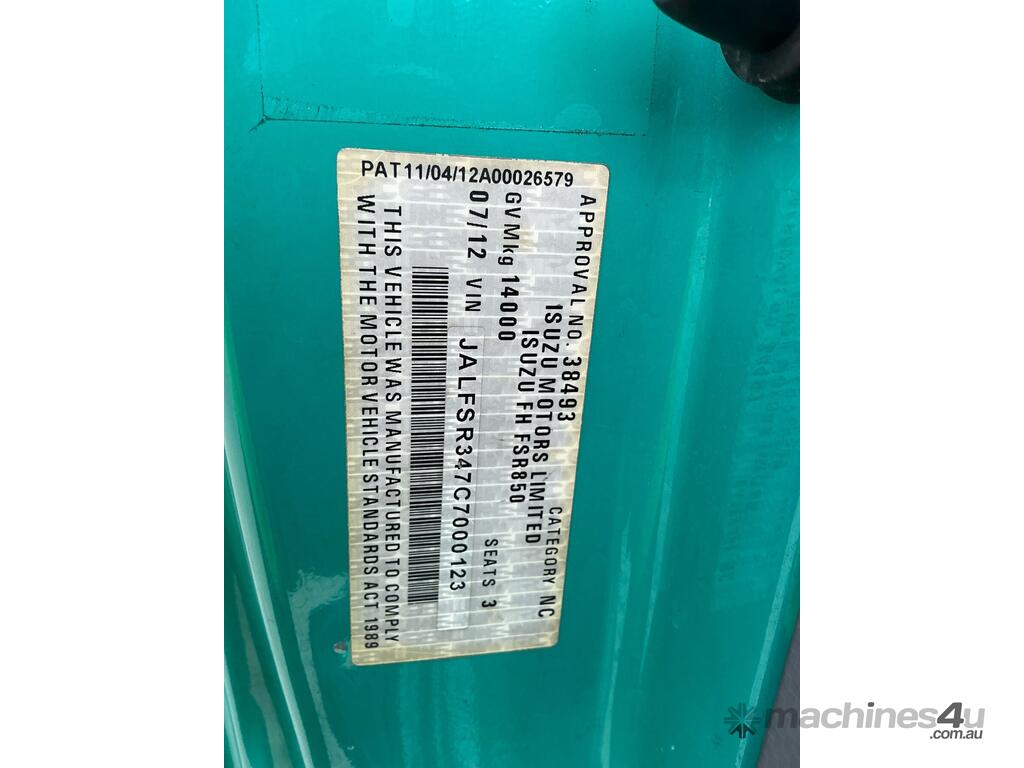 PAT11/04/12A00026579
APPROVAL NO. 38493 CATEGORY NC
ISUZU MOTORS LIMITED
ISUZU FH FSR850
GVMkg 14000 SEATS 3
07/12 VIN JALFSR347C7000123
THIS VEHICLE WAS MANUFACTURED TO COMPLY
WITH THE MOTOR VEHICLE STANDARDS ACT 1989
machines4u
.com.au